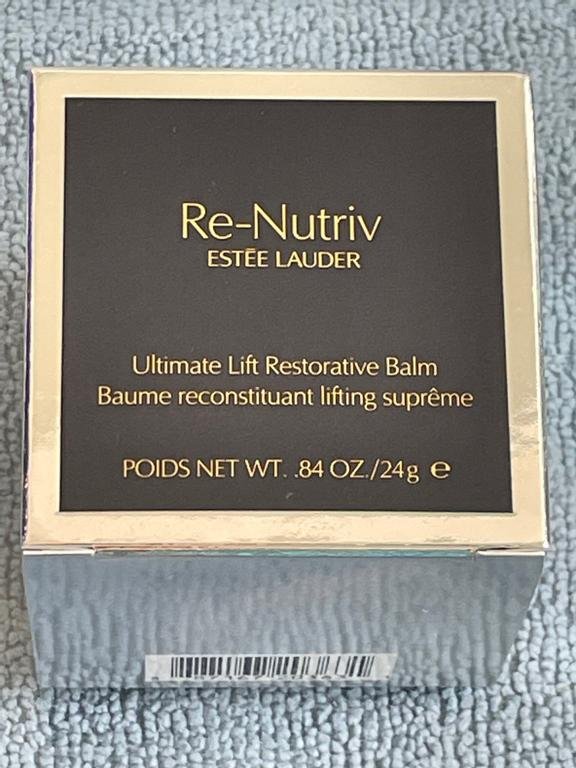 Re-Nutriv
ESTĒE LAUDER
Ultimate Lift Restorative Balm
Baume reconstituant lifting suprême
POIDS NET WT. .84 OZ./24g e